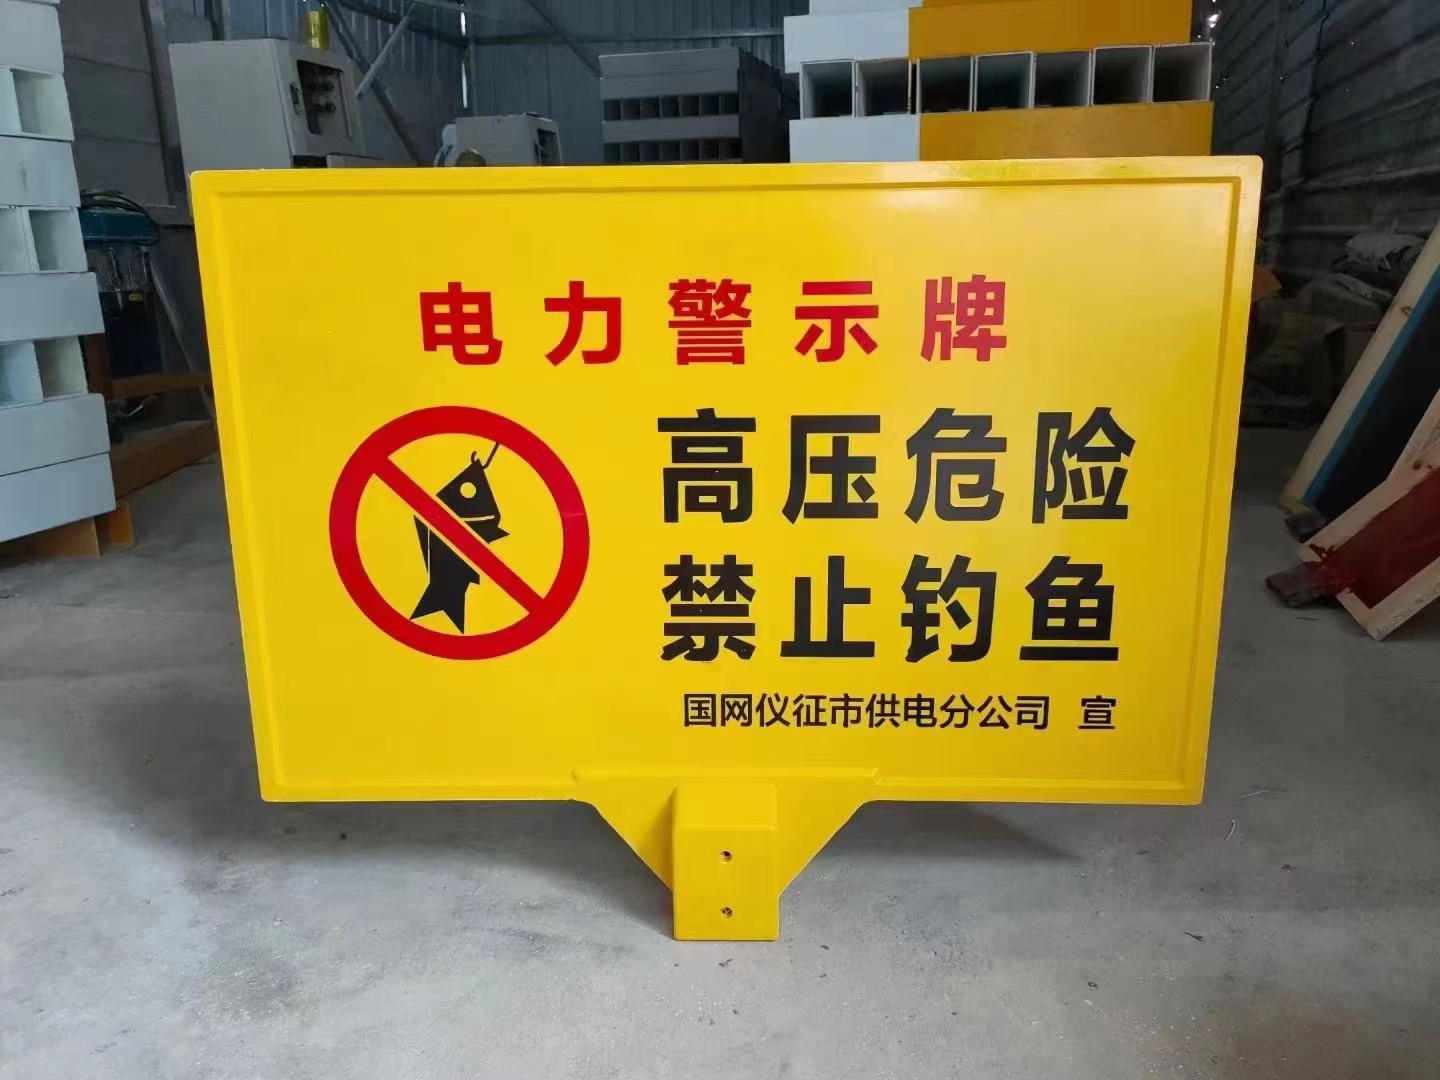 电力警示牌
高压危险
禁止钓鱼
国网仪征市供电分公司 宣